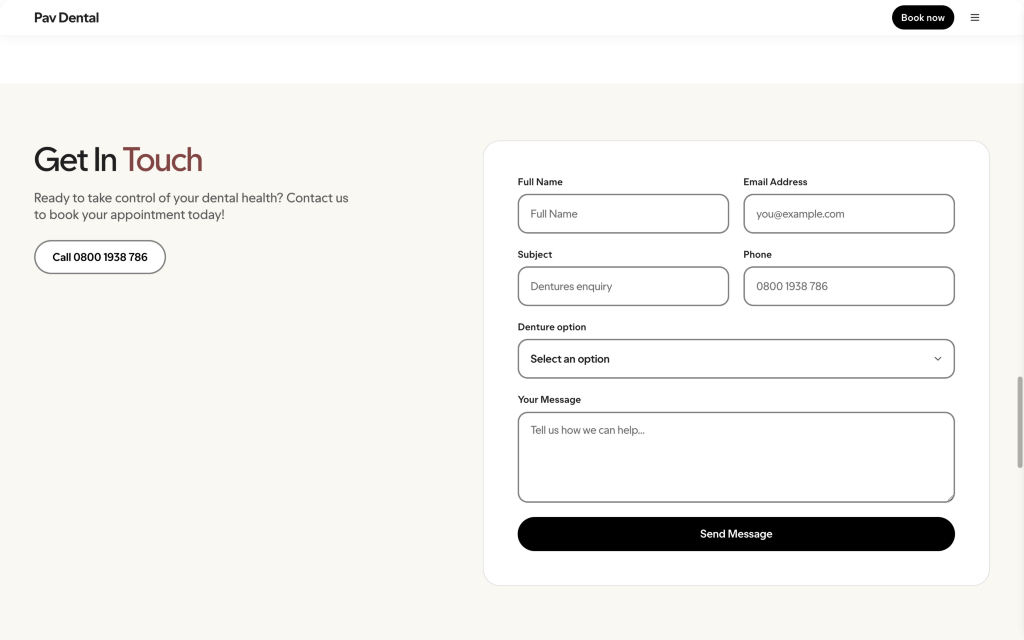 Pav Dental
Book now
Get In Touch
Ready to take control of your dental health? Contact us
to book your appointment today!
Call 0800 1938 786
Full Name
Email Address
Full Name
you@example.com
Subject
Phone
Dentures enquiry
0800 1938 786
Denture option
Select an option
Your Message
Tell us how we can help...
Send Message